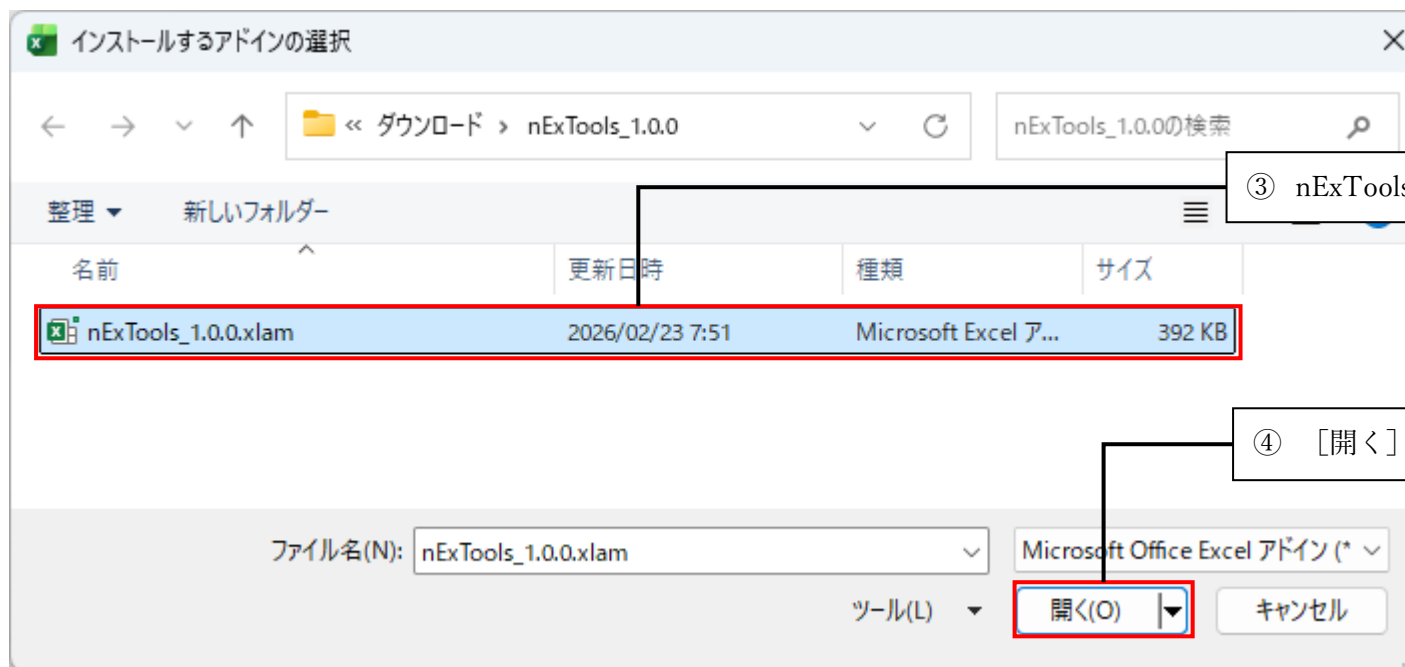 インストールするアドインの選択
« ダウンロード › nExTools_1.0.0
nExTools_1.0.0の検索
③ nExTools
整理 新しいフォルダー
名前 更新日時 種類 サイズ
nExTools_1.0.0.xlam 2026/02/23 7:51 Microsoft Excel ア... 392 KB
④ ［開く］
ファイル名(N): nExTools_1.0.0.xlam Microsoft Office Excel アドイン (*
ツール(L) 開く(O) キャンセル